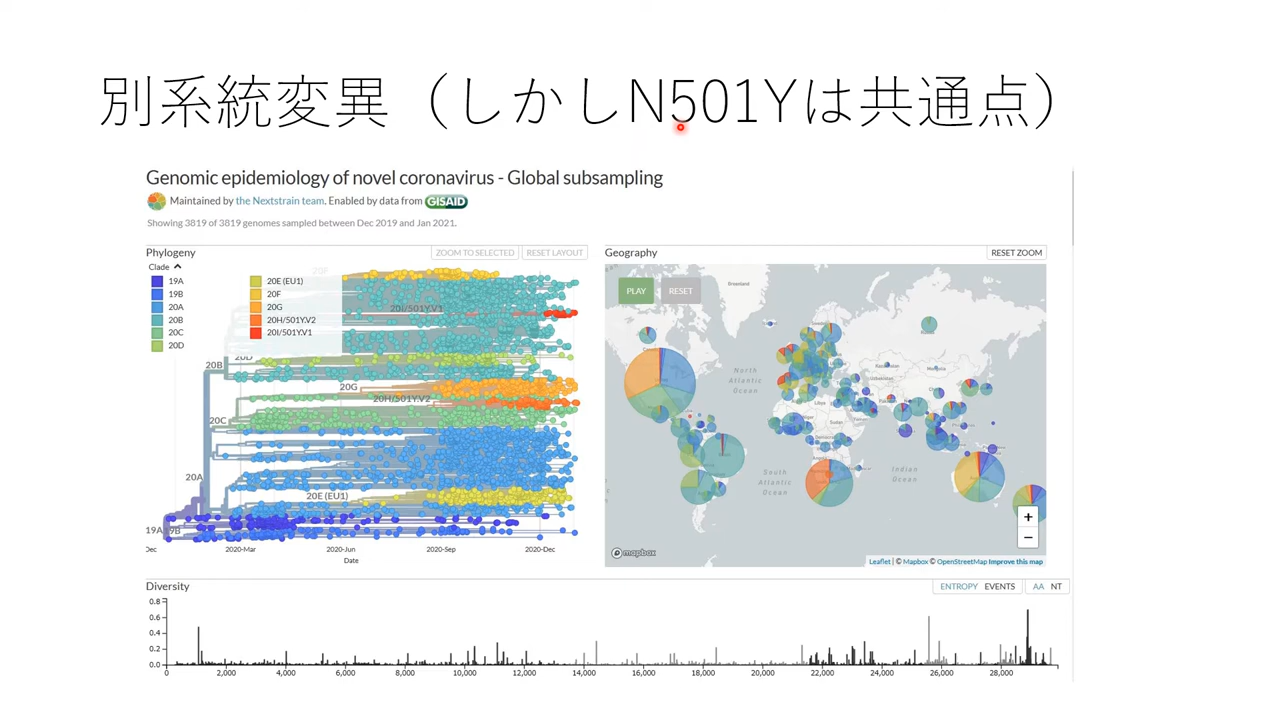 別系統変異（しかしN501Yは共通点）
Genomic epidemiology of novel coronavirus - Global subsampling
Maintained by the Nextstrain team. Enabled by data from GISAID
Showing 3819 of 3819 genomes sampled between Dec 2019 and Jan 2021.
Phylogeny
ZOOM TO SELECTED
RESET LAYOUT
Clade
19A
19B
20A
20B
20C
20D
20E (EU1)
20F
20G
20H/501Y.V2
20I/501Y.V1
20F
20I/501Y.V1
20D
20B
20G
20H/501Y.V2
20C
20A
20E (EU1)
19A
19B
Dec
2020-Mar
2020-Jun
2020-Sep
2020-Dec
Date
Geography
RESET ZOOM
PLAY
RESET
Greenland
North
Atlantic
Ocean
South
Atlantic
Ocean
Indian
Ocean
+
−
mapbox
Leaflet | © Mapbox © OpenStreetMap Improve this map
Diversity
ENTROPY
EVENTS
AA
NT
0.8
0.6
0.4
0.2
0.0
0
2,000
4,000
6,000
8,000
10,000
12,000
14,000
16,000
18,000
20,000
22,000
24,000
26,000
28,000